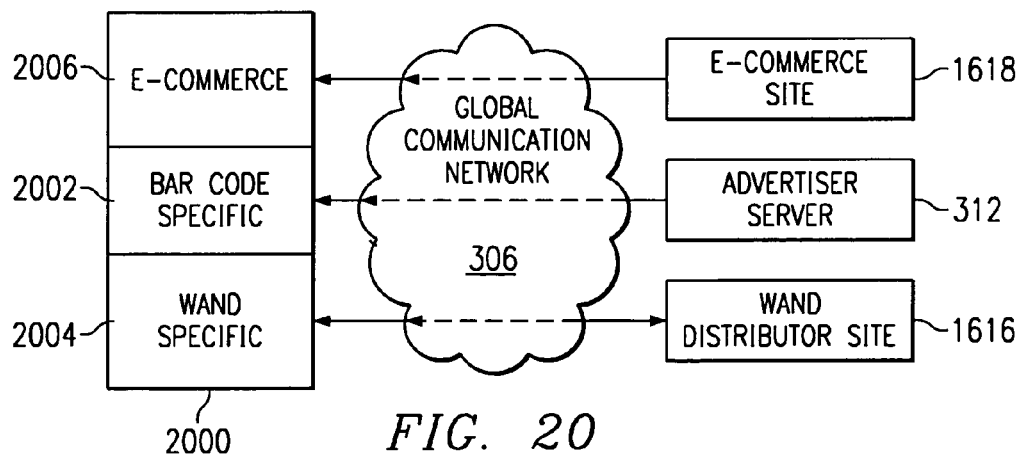 2006
E-COMMERCE
2002
BAR CODE
SPECIFIC
2004
WAND
SPECIFIC
2000
GLOBAL
COMMUNICATION
NETWORK
306
E-COMMERCE
SITE
1618
ADVERTISER
SERVER
312
WAND
DISTRIBUTOR SITE
1616
FIG. 20